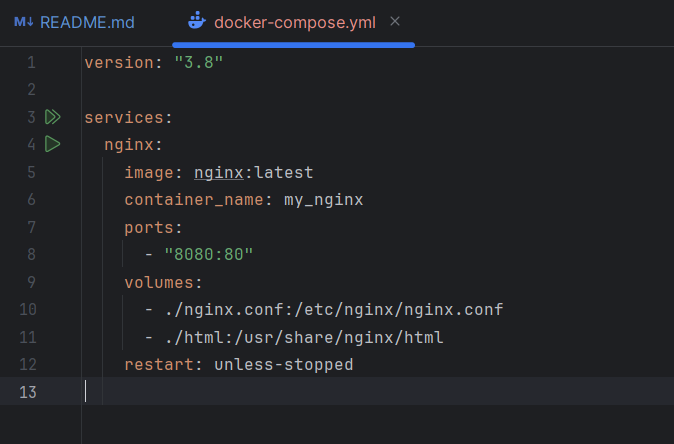 M↓ README.md docker-compose.yml ×
1 version: "3.8"
2
3 services:
4   nginx:
5     image: nginx:latest
6     container_name: my_nginx
7     ports:
8       - "8080:80"
9     volumes:
10       - ./nginx.conf:/etc/nginx/nginx.conf
11       - ./html:/usr/share/nginx/html
12     restart: unless-stopped
13